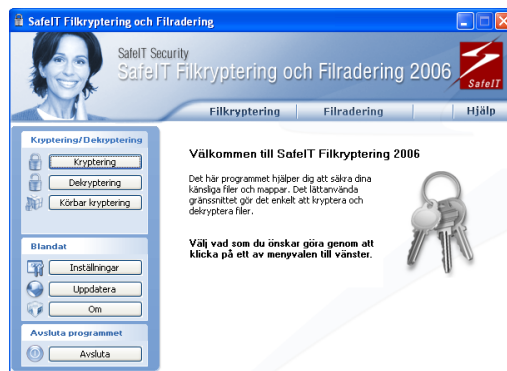 SafeIT Filkryptering och Filradering
SafeIT Security
SafeIT Filkryptering och Filradering 2006
SafeIT
Filkryptering
Filradering
Hjälp
Kryptering/Dekryptering
Kryptering
Dekryptering
Körbar kryptering
Blandat
Inställningar
Uppdatera
Om
Avsluta programmet
Avsluta
Välkommen till SafeIT Filkryptering 2006
Det här programmet hjälper dig att säkra dina
känsliga filer och mappar. Det lättanvända
gränssnittet gör det enkelt att kryptera och
dekryptera filer.
Välj vad som du önskar göra genom att
klicka på ett av menyvalen till vänster.